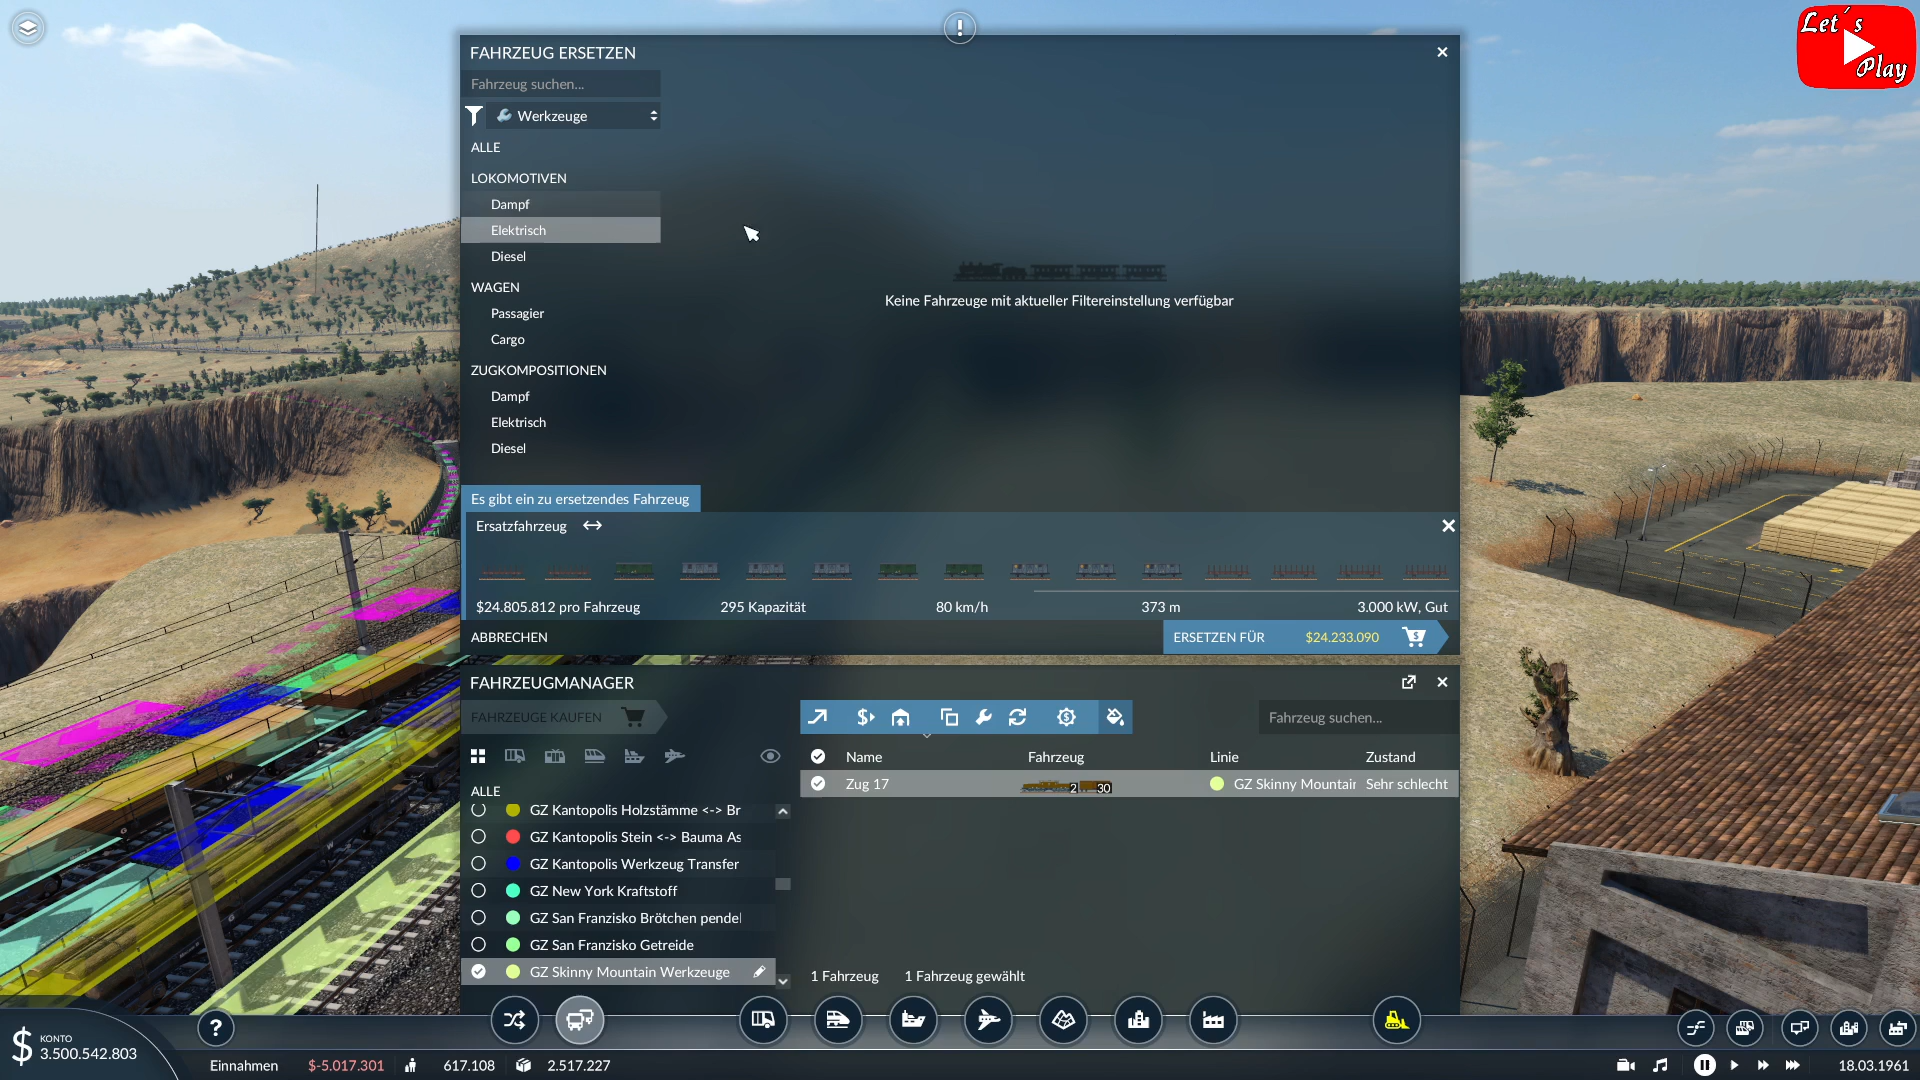 Let´s
Play
FAHRZEUG ERSETZEN
Fahrzeug suchen...
Werkzeuge
ALLE
LOKOMOTIVEN
Dampf
Elektrisch
Diesel
WAGEN
Passagier
Cargo
ZUGKOMPOSITIONEN
Dampf
Elektrisch
Diesel
Keine Fahrzeuge mit aktueller Filtereinstellung verfügbar
Es gibt ein zu ersetzendes Fahrzeug
Ersatzfahrzeug
$24.805.812 pro Fahrzeug 295 Kapazität 80 km/h 373 m 3.000 kW, Gut
ABBRECHEN
ERSETZEN FÜR $24.233.090
FAHRZEUGMANAGER
FAHRZEUGE KAUFEN
Fahrzeug suchen...
Name Fahrzeug Linie Zustand
Zug 17 2 30 GZ Skinny Mountain Sehr schlecht
ALLE
GZ Kantopolis Holzstämme <-> Br
GZ Kantopolis Stein <-> Bauma As
GZ Kantopolis Werkzeug Transfer
GZ New York Kraftstoff
GZ San Franzisko Brötchen pendel
GZ San Franzisko Getreide
GZ Skinny Mountain Werkzeuge
1 Fahrzeug 1 Fahrzeug gewählt
KONTO
3.500.542.803
Einnahmen $-5.017.301 617.108 2.517.227
18.03.1961